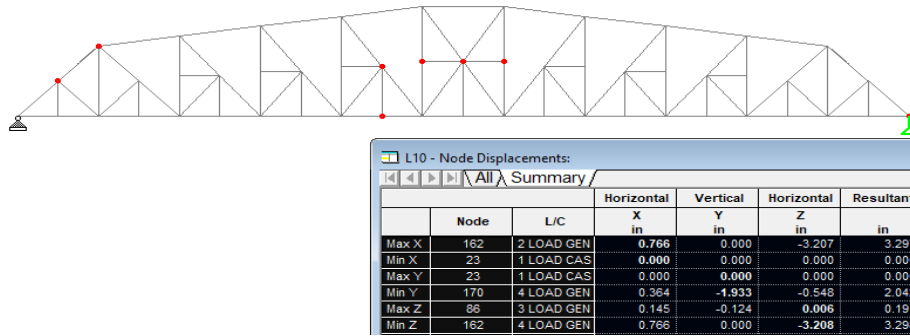 L10 - Node Displacements:
All Summary
Horizontal Vertical Horizontal Resultan
Node L/C X in Y in Z in in
Max X 162 2 LOAD GEN 0.766 0.000 -3.207 3.29
Min X 23 1 LOAD CAS 0.000 0.000 0.000 0.00
Max Y 23 1 LOAD CAS 0.000 0.000 0.000 0.00
Min Y 170 4 LOAD GEN 0.364 -1.933 -0.548 2.04
Max Z 86 3 LOAD GEN 0.145 -0.124 0.006 0.19
Min Z 162 4 LOAD GEN 0.766 0.000 -3.208 3.29